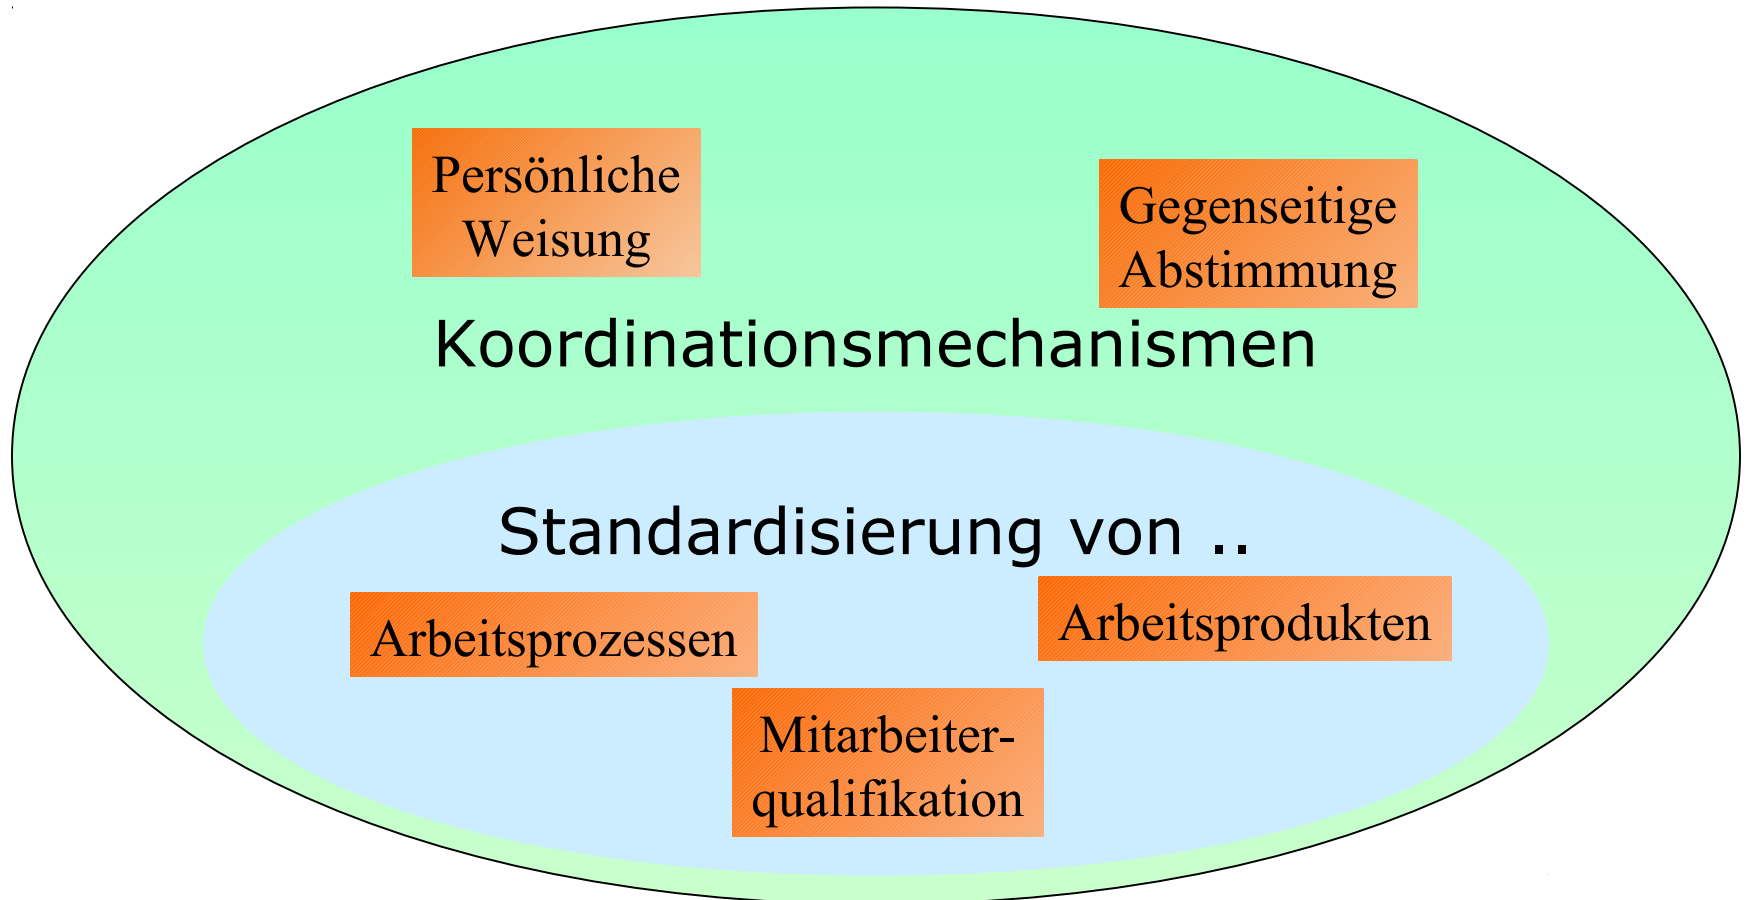 Persönliche
Weisung
Gegenseitige
Abstimmung
Koordinationsmechanismen
Standardisierung von ..
Arbeitsprozessen
Arbeitsprodukten
Mitarbeiter-
qualifikation